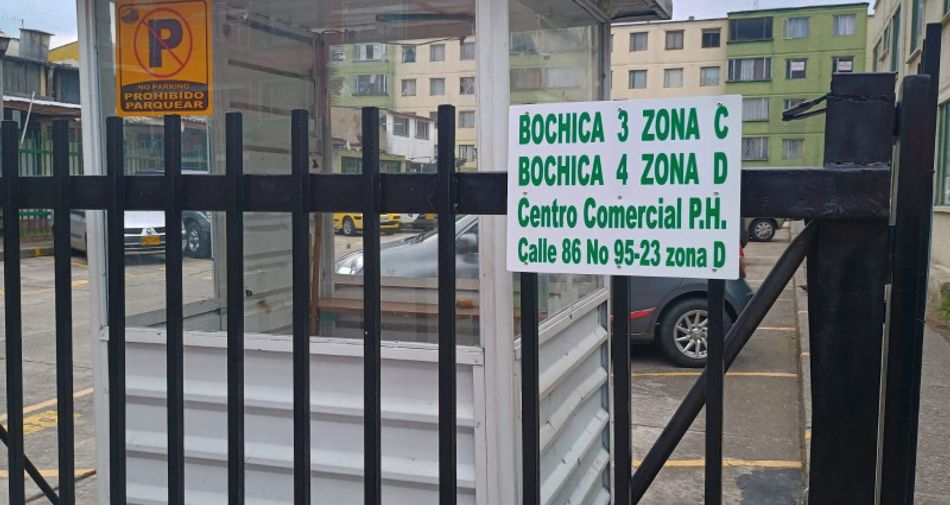 P
NO PARKING
PROHIBIDO
PARQUEAR
BOCHICA 3 ZONA C
BOCHICA 4 ZONA D
Centro Comercial P.H.
Calle 86 No 95-23 zona D